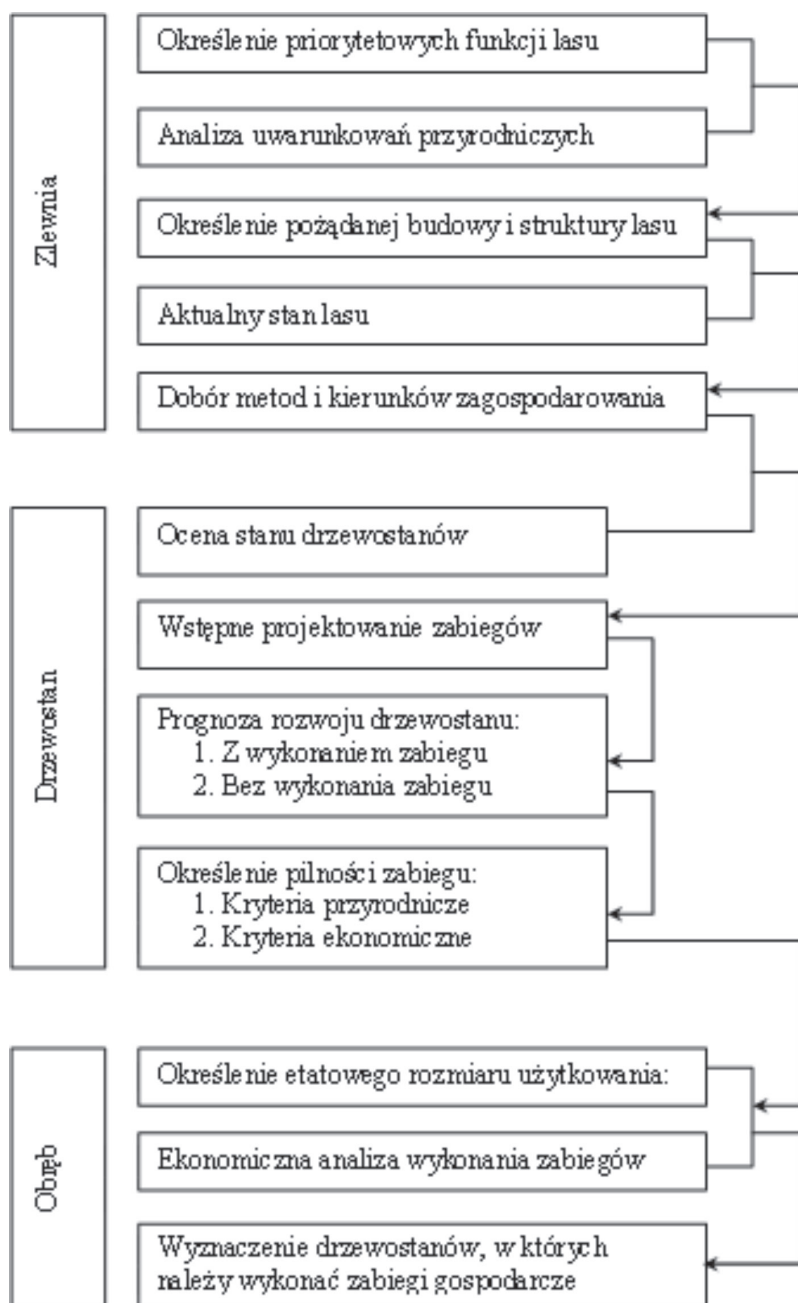 Zlewnia
Określenie priorytetowych funkcji lasu
Analiza uwarunkowań przyrodniczych
Określenie pożądanej budowy i struktury lasu
Aktualny stan lasu
Dobór metod i kierunków zagospodarowania
Drzewostan
Ocena stanu drzewostanów
Wstępne projektowanie zabiegów
Prognoza rozwoju drzewostanu:
1. Z wykonaniem zabiegu
2. Bez wykonania zabiegu
Określenie pilności zabiegu:
1. Kryteria przyrodnicze
2. Kryteria ekonomiczne
Obręb
Określenie etatowego rozmiaru użytkowania:
Ekonomiczna analiza wykonania zabiegów
Wyznaczenie drzewostanów, w których
należy wykonać zabiegi gospodarcze